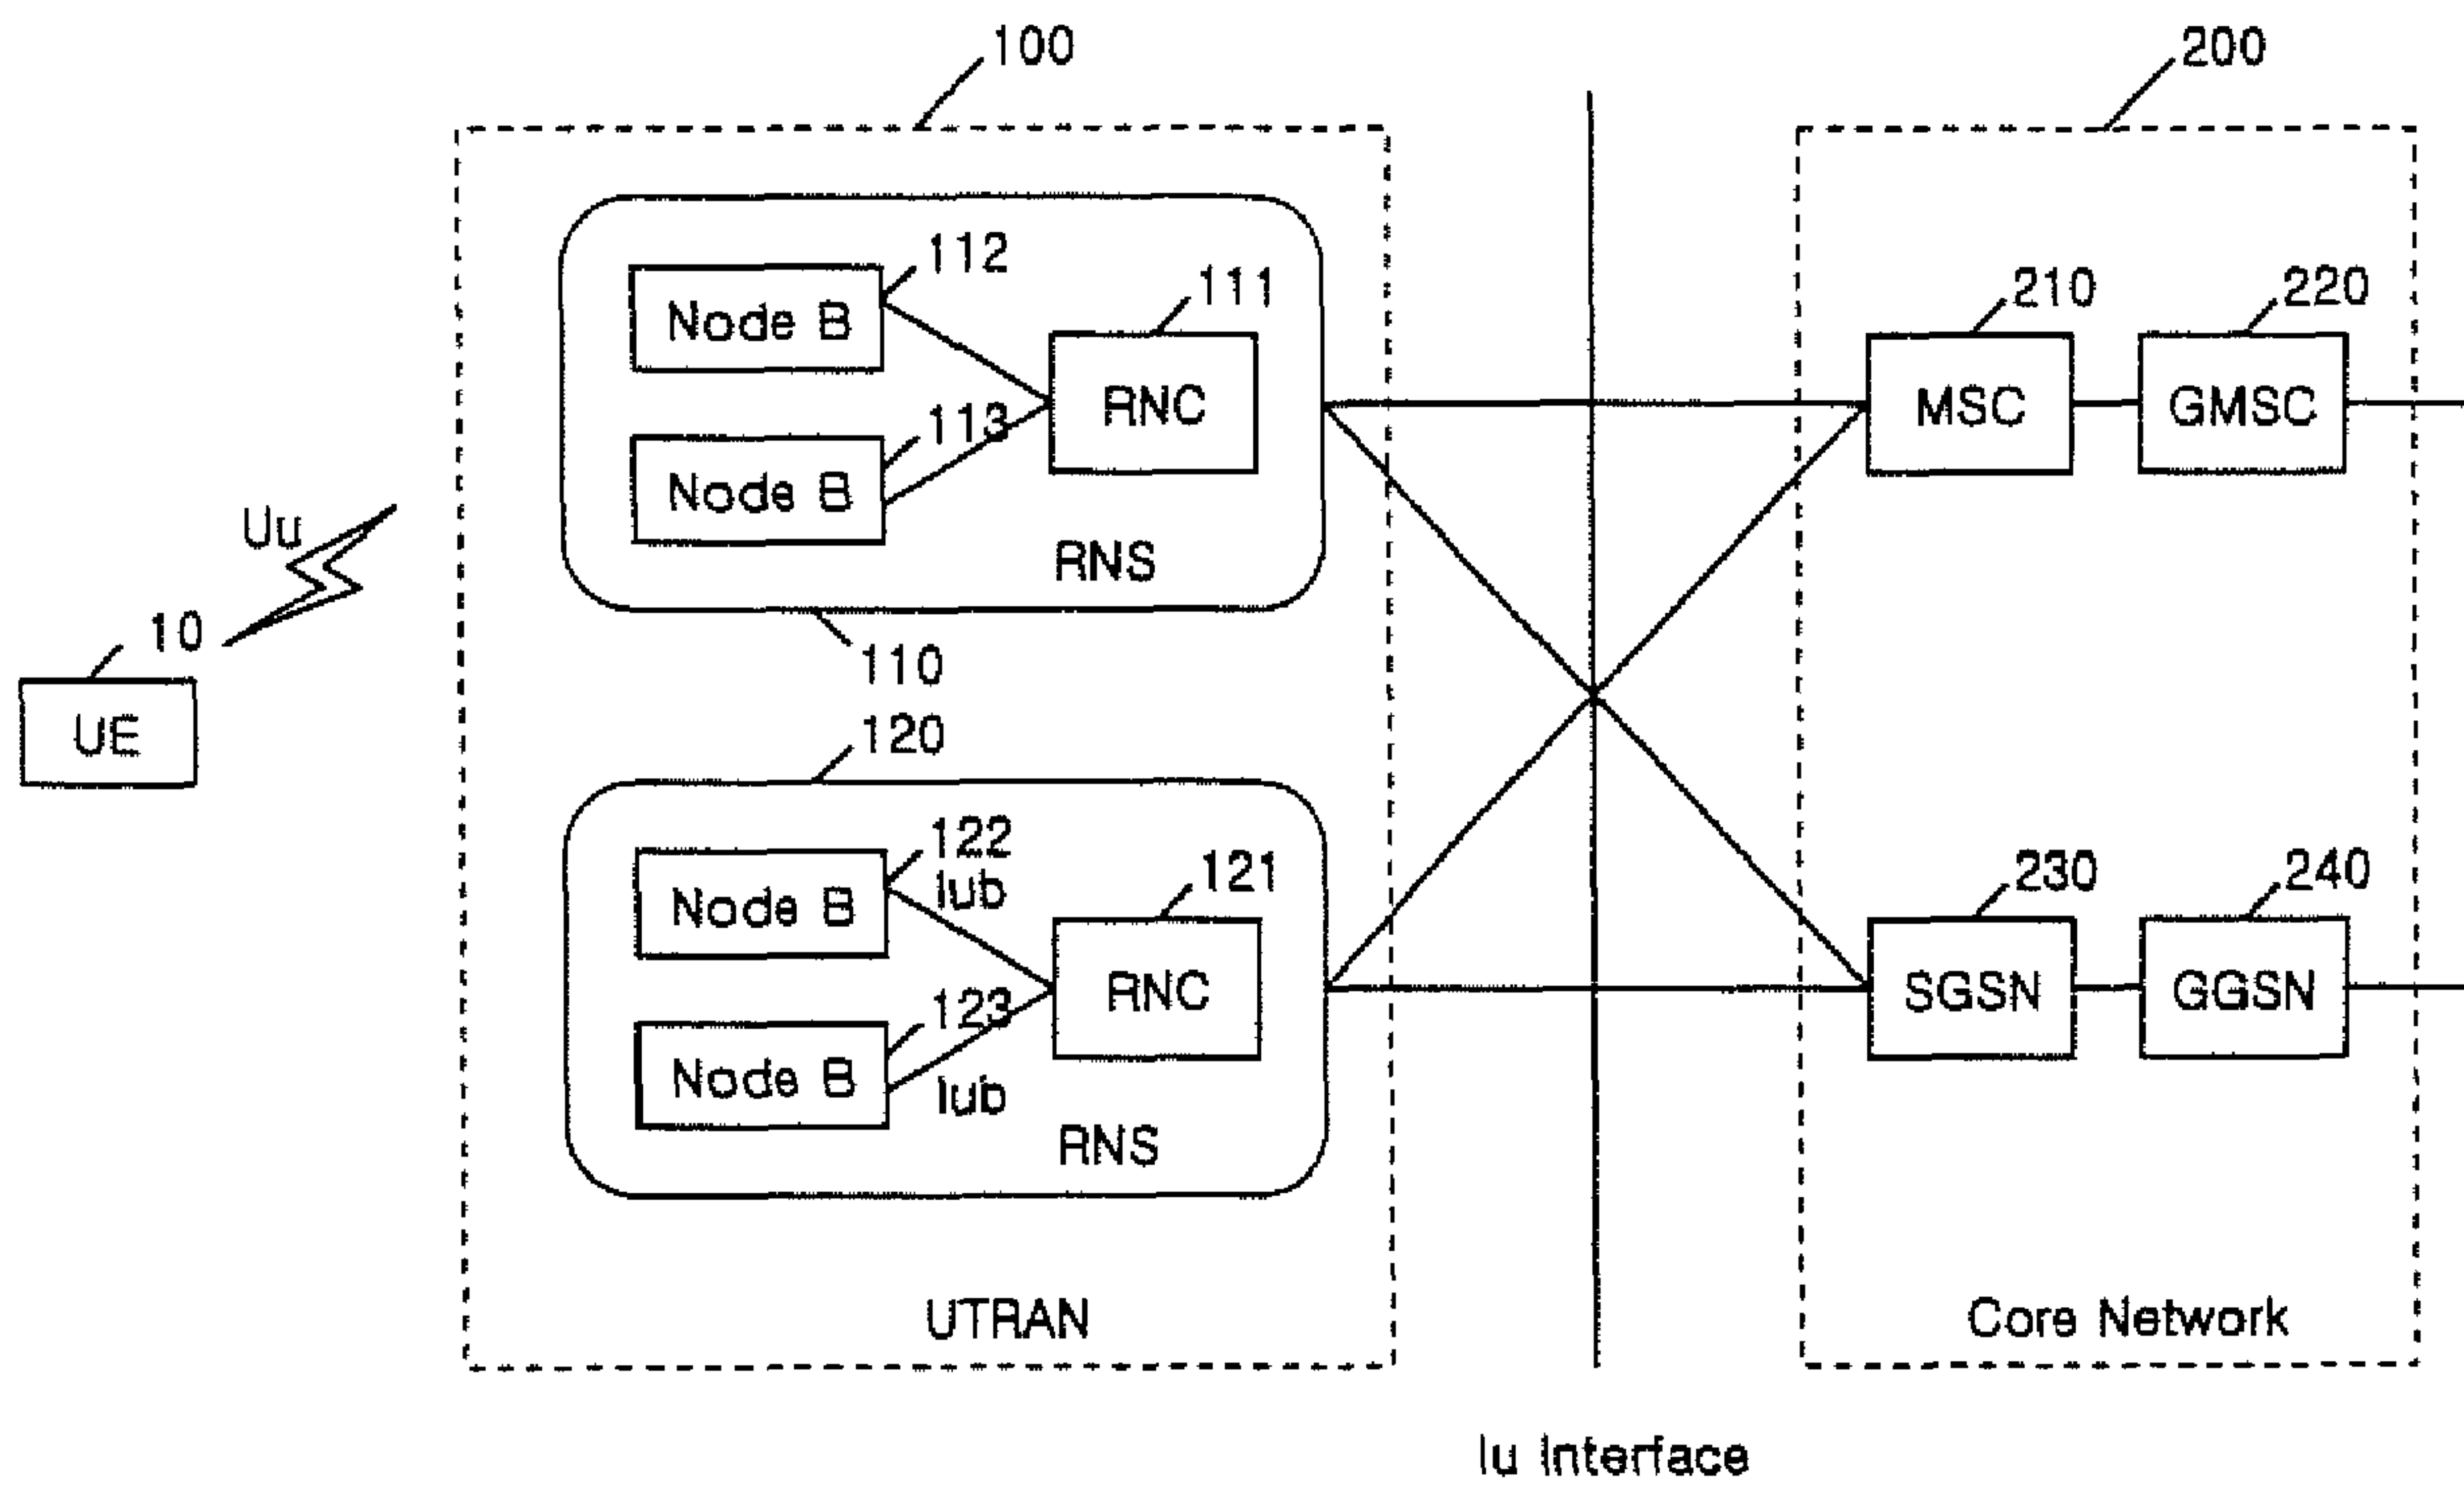 100
200
112
Node B
111
RNC
113
Node B
RNS
110
Uu
10
UE
120
122
Node B
Iub
121
RNC
123
Node B
Iub
RNS
UTRAN
210
MSC
220
GMSC
230
SGSN
240
GGSN
Core Network
Iu Interface